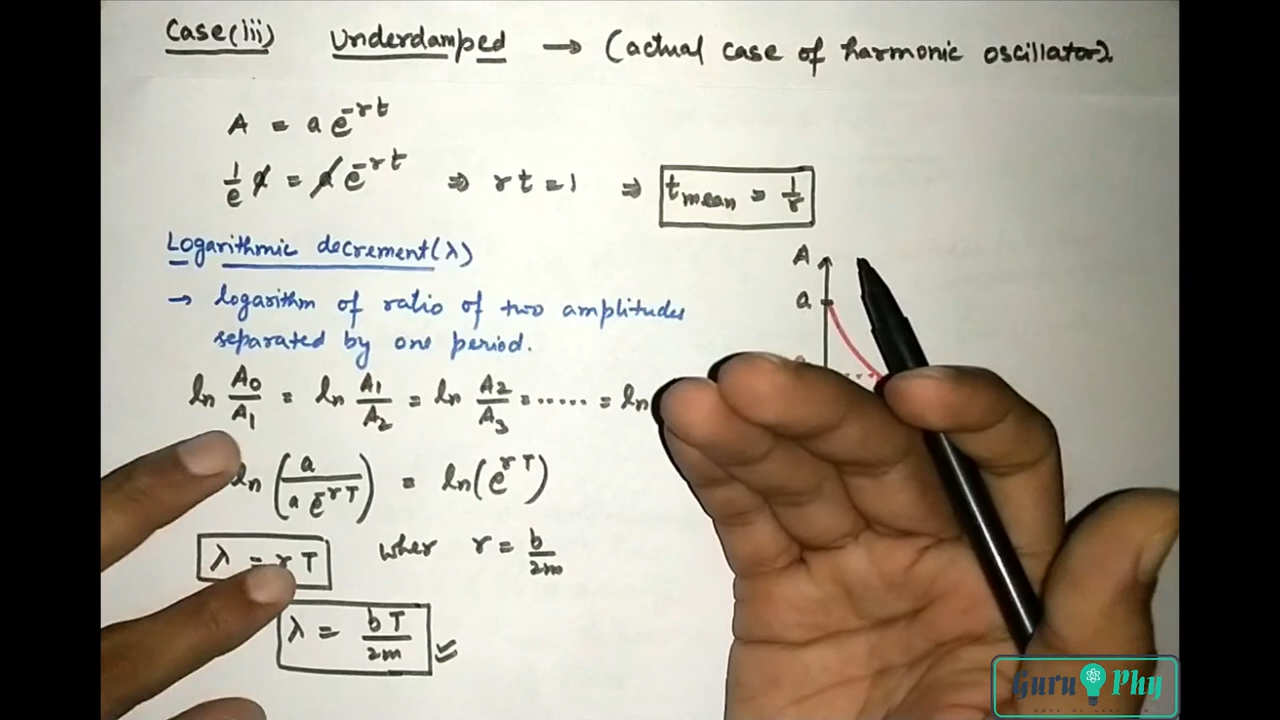 Case(iii) Underdamped → (actual case of harmonic oscillator).
A = a e^-rt
1/e a = a e^-rt ⇒ rt = 1 ⇒ t mean = 1/r
Logarithmic decrement(λ)
→ logarithm of ratio of two amplitudes
separated by one period.
ln A0/A1 = ln A1/A2 = ln A2/A3 = ...... = ln
ln (a / a e^-rT) = ln(e^rT)
λ = rT wher r = b/2m
λ = bT/2m
A
a
Guru Phy